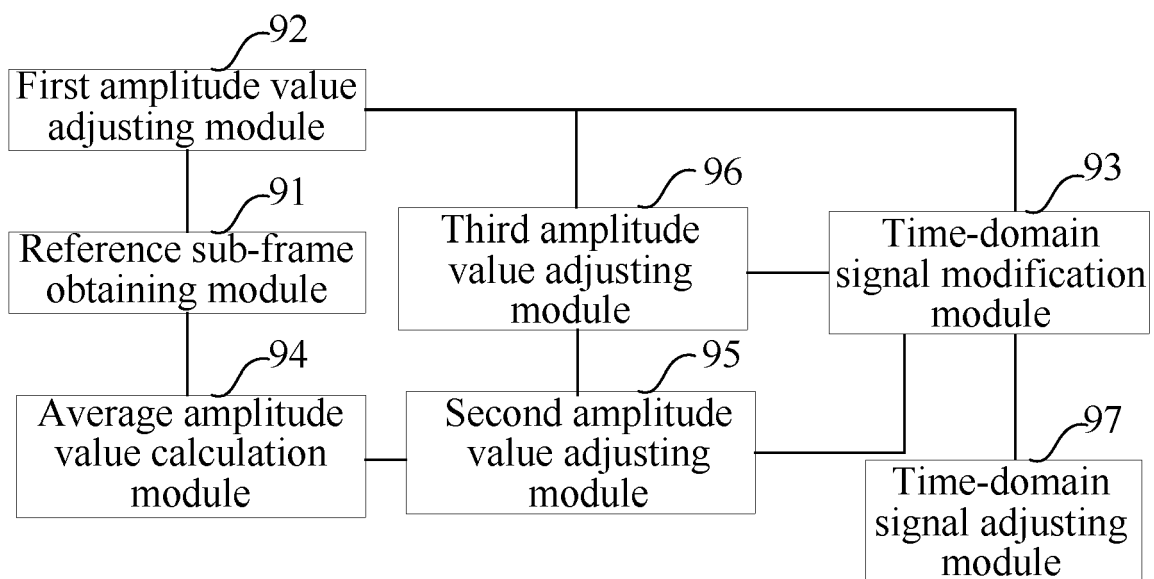 92
First amplitude value
adjusting module
91
Reference sub-frame
obtaining module
94
Average amplitude
value calculation
module
96
Third amplitude
value adjusting
module
95
Second amplitude
value adjusting
module
93
Time-domain
signal modification
module
97
Time-domain
signal adjusting
module